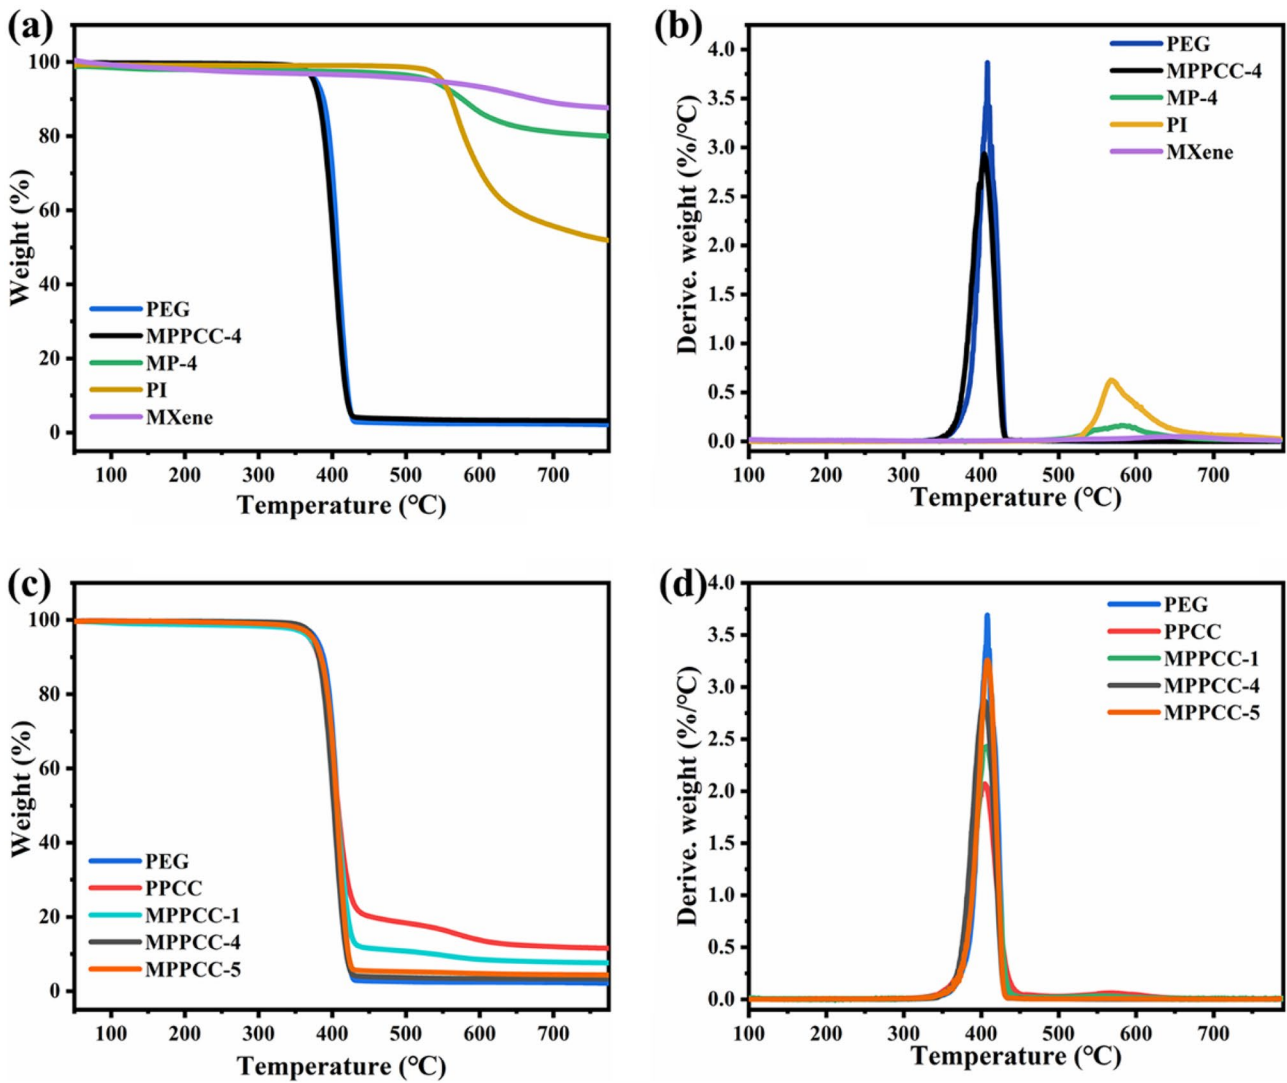 (a)
100
80
60
40
20
0
Weight (%)
PEG
MPPCC-4
MP-4
PI
MXene
100 200 300 400 500 600 700
Temperature (℃)
(b)
4.0
3.5
3.0
2.5
2.0
1.5
1.0
0.5
0.0
Derive. weight (%/℃)
PEG
MPPCC-4
MP-4
PI
MXene
100 200 300 400 500 600 700
Temperature (℃)
(c)
100
80
60
40
20
0
Weight (%)
PEG
PPCC
MPPCC-1
MPPCC-4
MPPCC-5
100 200 300 400 500 600 700
Temperature (℃)
(d)
4.0
3.5
3.0
2.5
2.0
1.5
1.0
0.5
0.0
Derive. weight (%/℃)
PEG
PPCC
MPPCC-1
MPPCC-4
MPPCC-5
100 200 300 400 500 600 700
Temperature (℃)